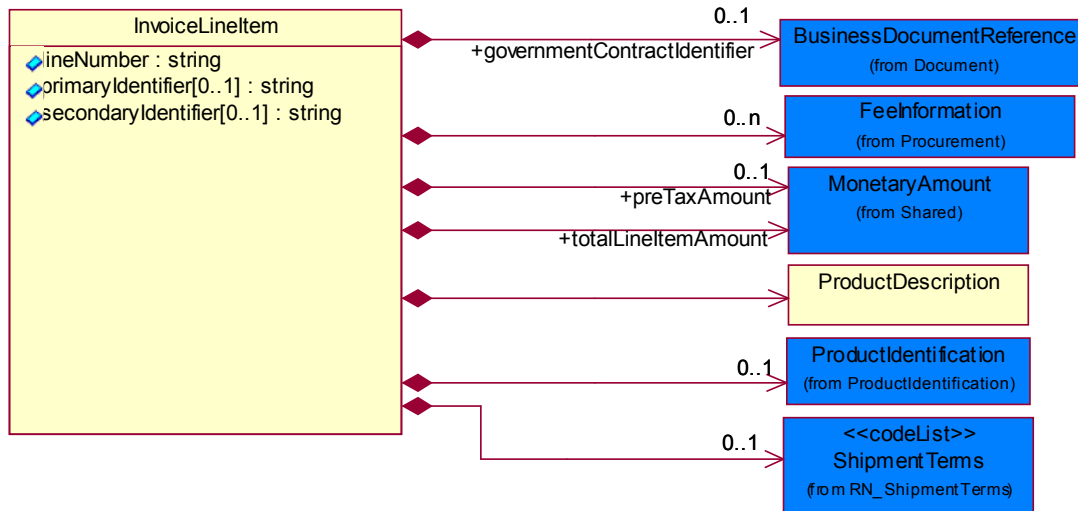 InvoiceLineItem
lineNumber : string
primaryIdentifier[0..1] : string
secondaryIdentifier[0..1] : string
0..1
+governmentContractIdentifier
BusinessDocumentReference
(from Document)
0..n
FeeInformation
(from Procurement)
0..1
+preTaxAmount
MonetaryAmount
(from Shared)
+totalLineItemAmount
ProductDescription
0..1
ProductIdentification
(from ProductIdentification)
0..1
<<codeList>>
ShipmentTerms
(from RN_ShipmentTerms)